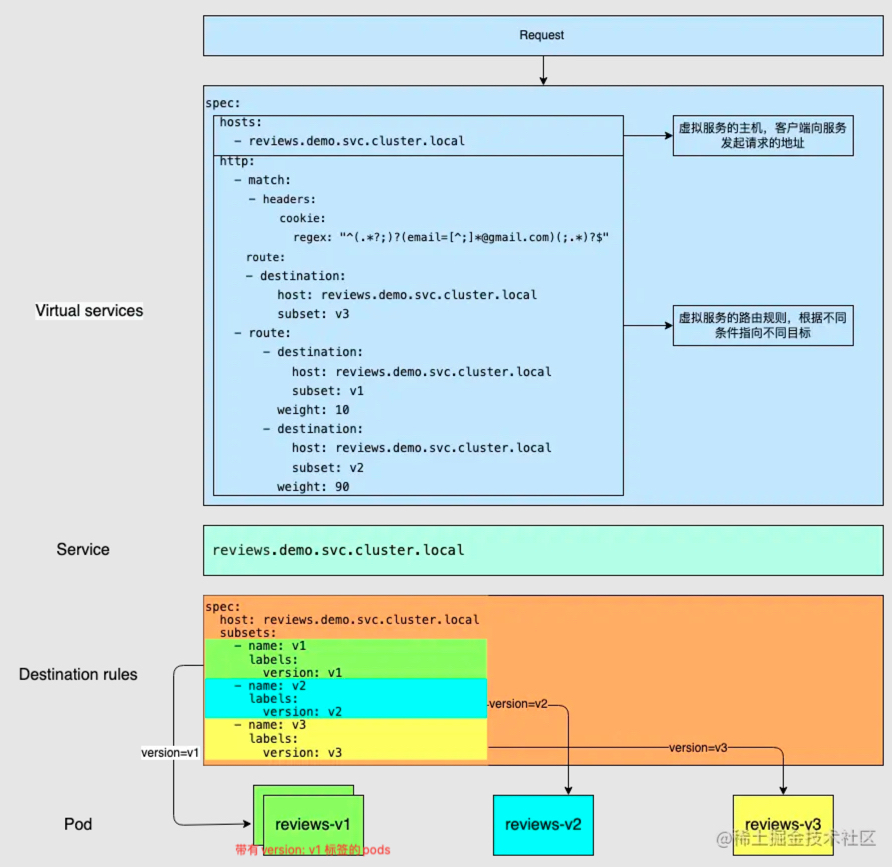 Request
spec:
hosts:
- reviews.demo.svc.cluster.local
虚拟服务的主机，客户端向服务
发起请求的地址
http:
- match:
- headers:
cookie:
regex: "^(.*?;)?(email=[^;]*@gmail.com)(;.*)?$"
route:
- destination:
host: reviews.demo.svc.cluster.local
subset: v3
Virtual services
虚拟服务的路由规则，根据不同
条件指向不同目标
- route:
- destination:
host: reviews.demo.svc.cluster.local
subset: v1
weight: 10
- destination:
host: reviews.demo.svc.cluster.local
subset: v2
weight: 90
Service
reviews.demo.svc.cluster.local
Destination rules
spec:
host: reviews.demo.svc.cluster.local
subsets:
- name: v1
labels:
version: v1
- name: v2
labels:
version: v2
- name: v3
labels:
version: v3
version=v1
version=v2
version=v3
Pod
reviews-v1
reviews-v2
reviews-v3
带有 version: v1 标签的 pods
@稀土掘金技术社区